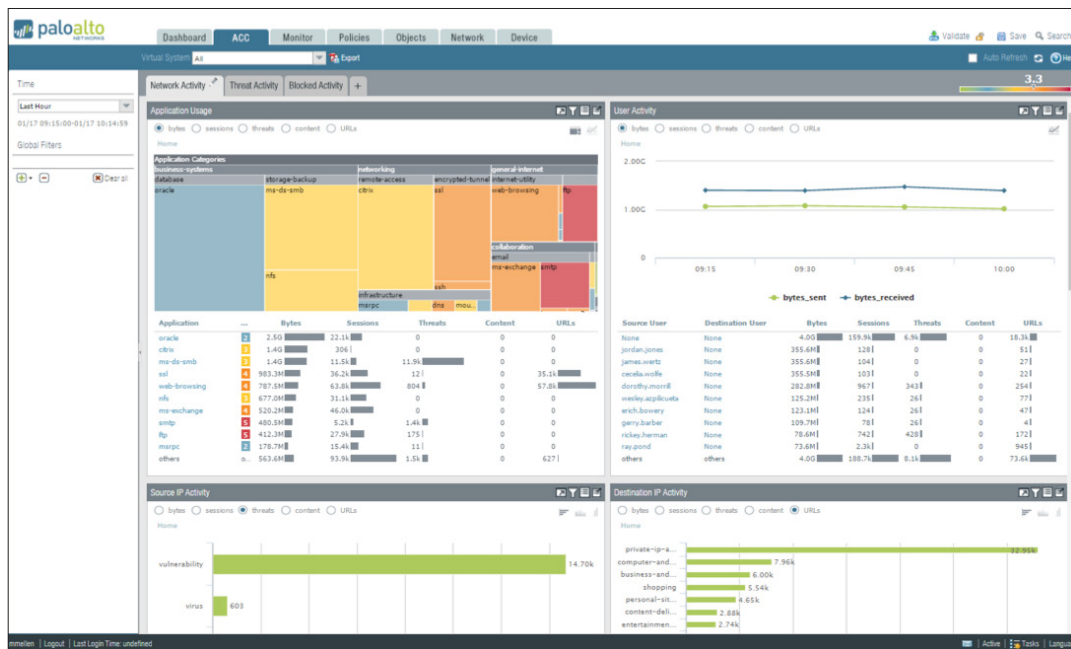 paloalto
NETWORKS
Dashboard ACC Monitor Policies Objects Network Device
Validate Save Search
Virtual System All Export
Auto Refresh He
Time
Last Hour
01/17 09:15:00-01/17 10:14:59
Global Filters
Clear all
Network Activity Threat Activity Blocked Activity +
3.3
Application Usage
bytes sessions threats content URLs
Home
Application Categories
business-systems networking general-internet
database storage-backup remote-access encrypted-tunnel internet-utility
oracle ms-ds-smb citrix ssl web-browsing ftp
collaboration
email
ms-exchange smtp
nfs
ssh
infrastructure
msrpc dns mou...
Application ... Bytes Sessions Threats Content URLs
oracle 2 2.5G 22.1k 0 0 0
citrix 3 1.4G 306 0 0 0
ms-ds-smb 3 1.4G 11.5k 11.9k 0 0
ssl 4 983.3M 36.2k 12 0 35.1k
web-browsing 4 787.5M 63.8k 804 0 57.8k
nfs 3 677.0M 31.1k 0 0 0
ms-exchange 4 520.2M 46.0k 0 0 0
smtp 5 480.5M 5.2k 1.4k 0 0
ftp 5 412.3M 27.9k 175 0 0
msrpc 2 178.7M 15.4k 11 0 0
others o... 563.6M 93.9k 1.5k 0 627
User Activity
bytes sessions threats content URLs
Home
2.00G
1.00G
0
09:15 09:30 09:45 10:00
bytes_sent bytes_received
Source User Destination User Bytes Sessions Threats Content URLs
None None 4.0G 159.9k 6.9k 0 18.3k
jordan.jones None 355.6M 128 0 0 51
james.wertz None 355.6M 104 0 0 27
cecelia.wolfe None 355.5M 103 0 0 22
dorothy.morrill None 282.8M 967 343 0 254
wesley.azpilicueta None 125.2M 235 26 0 77
erich.bowery None 123.1M 124 26 0 47
gerry.barber None 109.7M 78 26 0 4
rickey.herman None 78.6M 742 428 0 172
ray.pond None 73.6M 2.3k 0 0 945
others others 4.0G 188.7k 8.1k 0 73.6k
Source IP Activity
bytes sessions threats content URLs
Home
vulnerability 14.70k
virus 603
Destination IP Activity
bytes sessions threats content URLs
Home
private-ip-a... 32.95k
computer-and... 7.96k
business-and... 6.00k
shopping 5.54k
personal-sit... 4.65k
content-deli... 2.88k
entertainmen... 2.74k
mmellen | Logout | Last Login Time: undefined
Active | Tasks | Langua